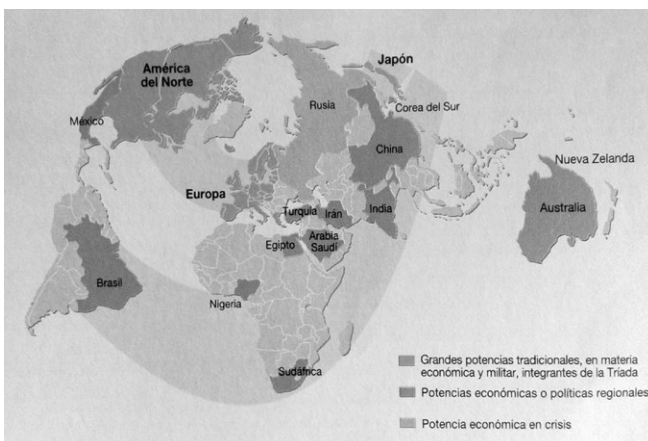 América
del Norte
Japón
Rusia
Corea del Sur
México
China
Nueva Zelanda
Europa
Turquía
Irán
India
Australia
Egipto
Arabia
Saudí
Brasil
Nigeria
Sudáfrica
Grandes potencias tradicionales, en materia
económica y militar, integrantes de la Tríada
Potencias económicas o políticas regionales
Potencia económica en crisis